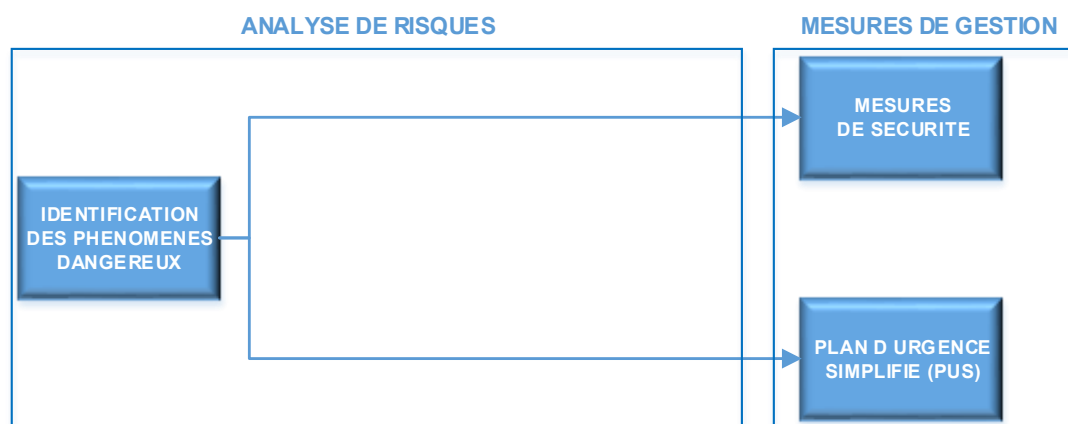 ANALYSE DE RISQUES
MESURES DE GESTION
MESURES
DE SECURITE
IDENTIFICATION
DES PHENOMENES
DANGEREUX
PLAN D URGENCE
SIMPLIFIE (PUS)